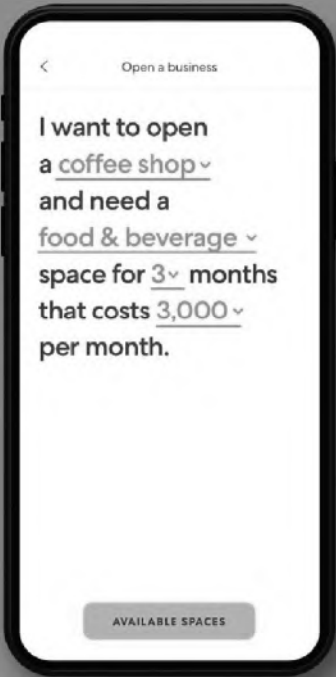 Open a business
I want to open
a coffee shop
and need a
food & beverage
space for 3 months
that costs 3,000
per month.
AVAILABLE SPACES